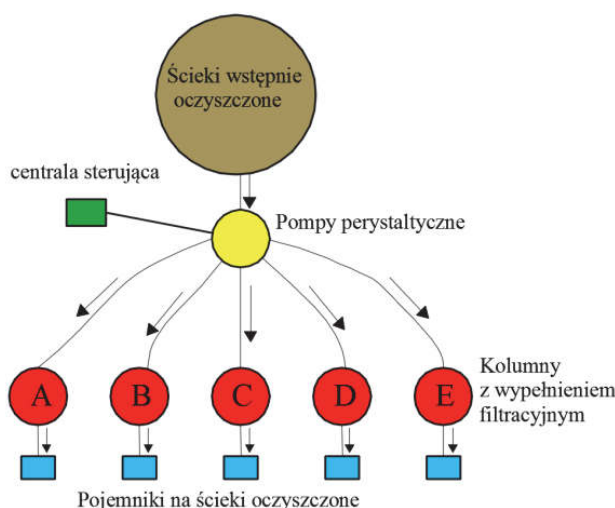 Ścieki wstępnie
oczyszczone
centrala sterująca
Pompy perystaltyczne
A B C D E
Kolumny
z wypełnieniem
filtracyjnym
Pojemniki na ścieki oczyszczone